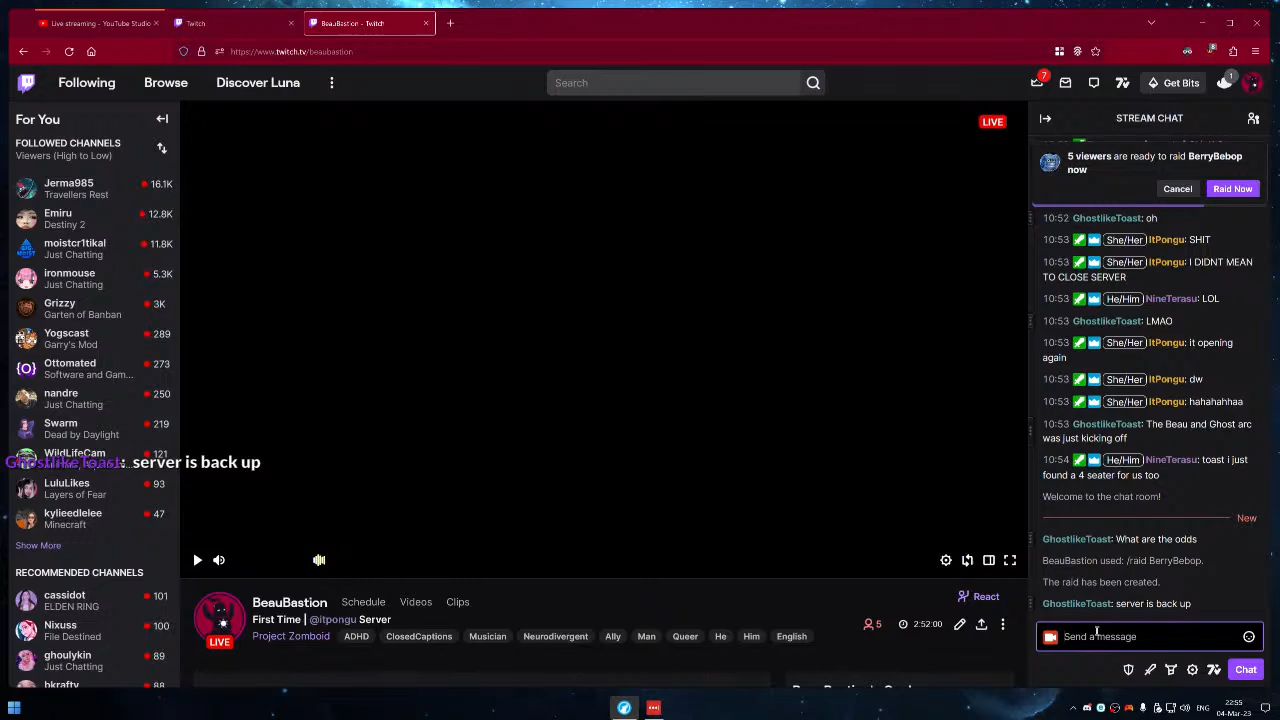 Live streaming - YouTube Studio
Twitch
BeauBastion - Twitch
https://www.twitch.tv/beaubastion
Following
Browse
Discover Luna
Search
7
8
Get Bits
1
For You
FOLLOWED CHANNELS
Viewers (High to Low)
Jerma985
16.1K
Travellers Rest
Emiru
12.8K
Destiny 2
moistcr1tikal
11.8K
Just Chatting
ironmouse
5.3K
Just Chatting
Grizzy
3K
Garten of Banban
Yogscast
289
Garry's Mod
Ottomated
273
Software and Gam...
nandre
250
Just Chatting
Swarm
219
Dead by Daylight
WildLifeCam
121
GhostlikeToast: server is back up
LuluLikes
93
Layers of Fear
kylieedlelee
47
Minecraft
Show More
RECOMMENDED CHANNELS
cassidot
101
ELDEN RING
Nixuss
100
File Destined
ghoulykin
100
Just Chatting
bkrafty
88
LIVE
BeauBastion
Schedule
Videos
Clips
React
First Time | @itpongu Server
LIVE
Project Zomboid
ADHD
ClosedCaptions
Musician
Neurodivergent
Ally
Man
Queer
He
Him
English
5
2:52:00
STREAM CHAT
5 viewers are ready to raid BerryBebop
now
Cancel
Raid Now
10:52 GhostlikeToast: oh
10:53 She/Her ItPongu: SHIT
10:53 She/Her ItPongu: I DIDNT MEAN
TO CLOSE SERVER
10:53 He/Him NineTerasu: LOL
10:53 GhostlikeToast: LMAO
10:53 She/Her ItPongu: it opening
again
10:53 She/Her ItPongu: dw
10:53 She/Her ItPongu: hahahahhaa
10:53 GhostlikeToast: The Beau and Ghost arc
was just kicking off
10:54 He/Him NineTerasu: toast i just
found a 4 seater for us too
Welcome to the chat room!
New
GhostlikeToast: What are the odds
BeauBastion used: /raid BerryBebop.
The raid has been created.
GhostlikeToast: server is back up
Send a message
Chat
ENG
22:55
04-Mar-23